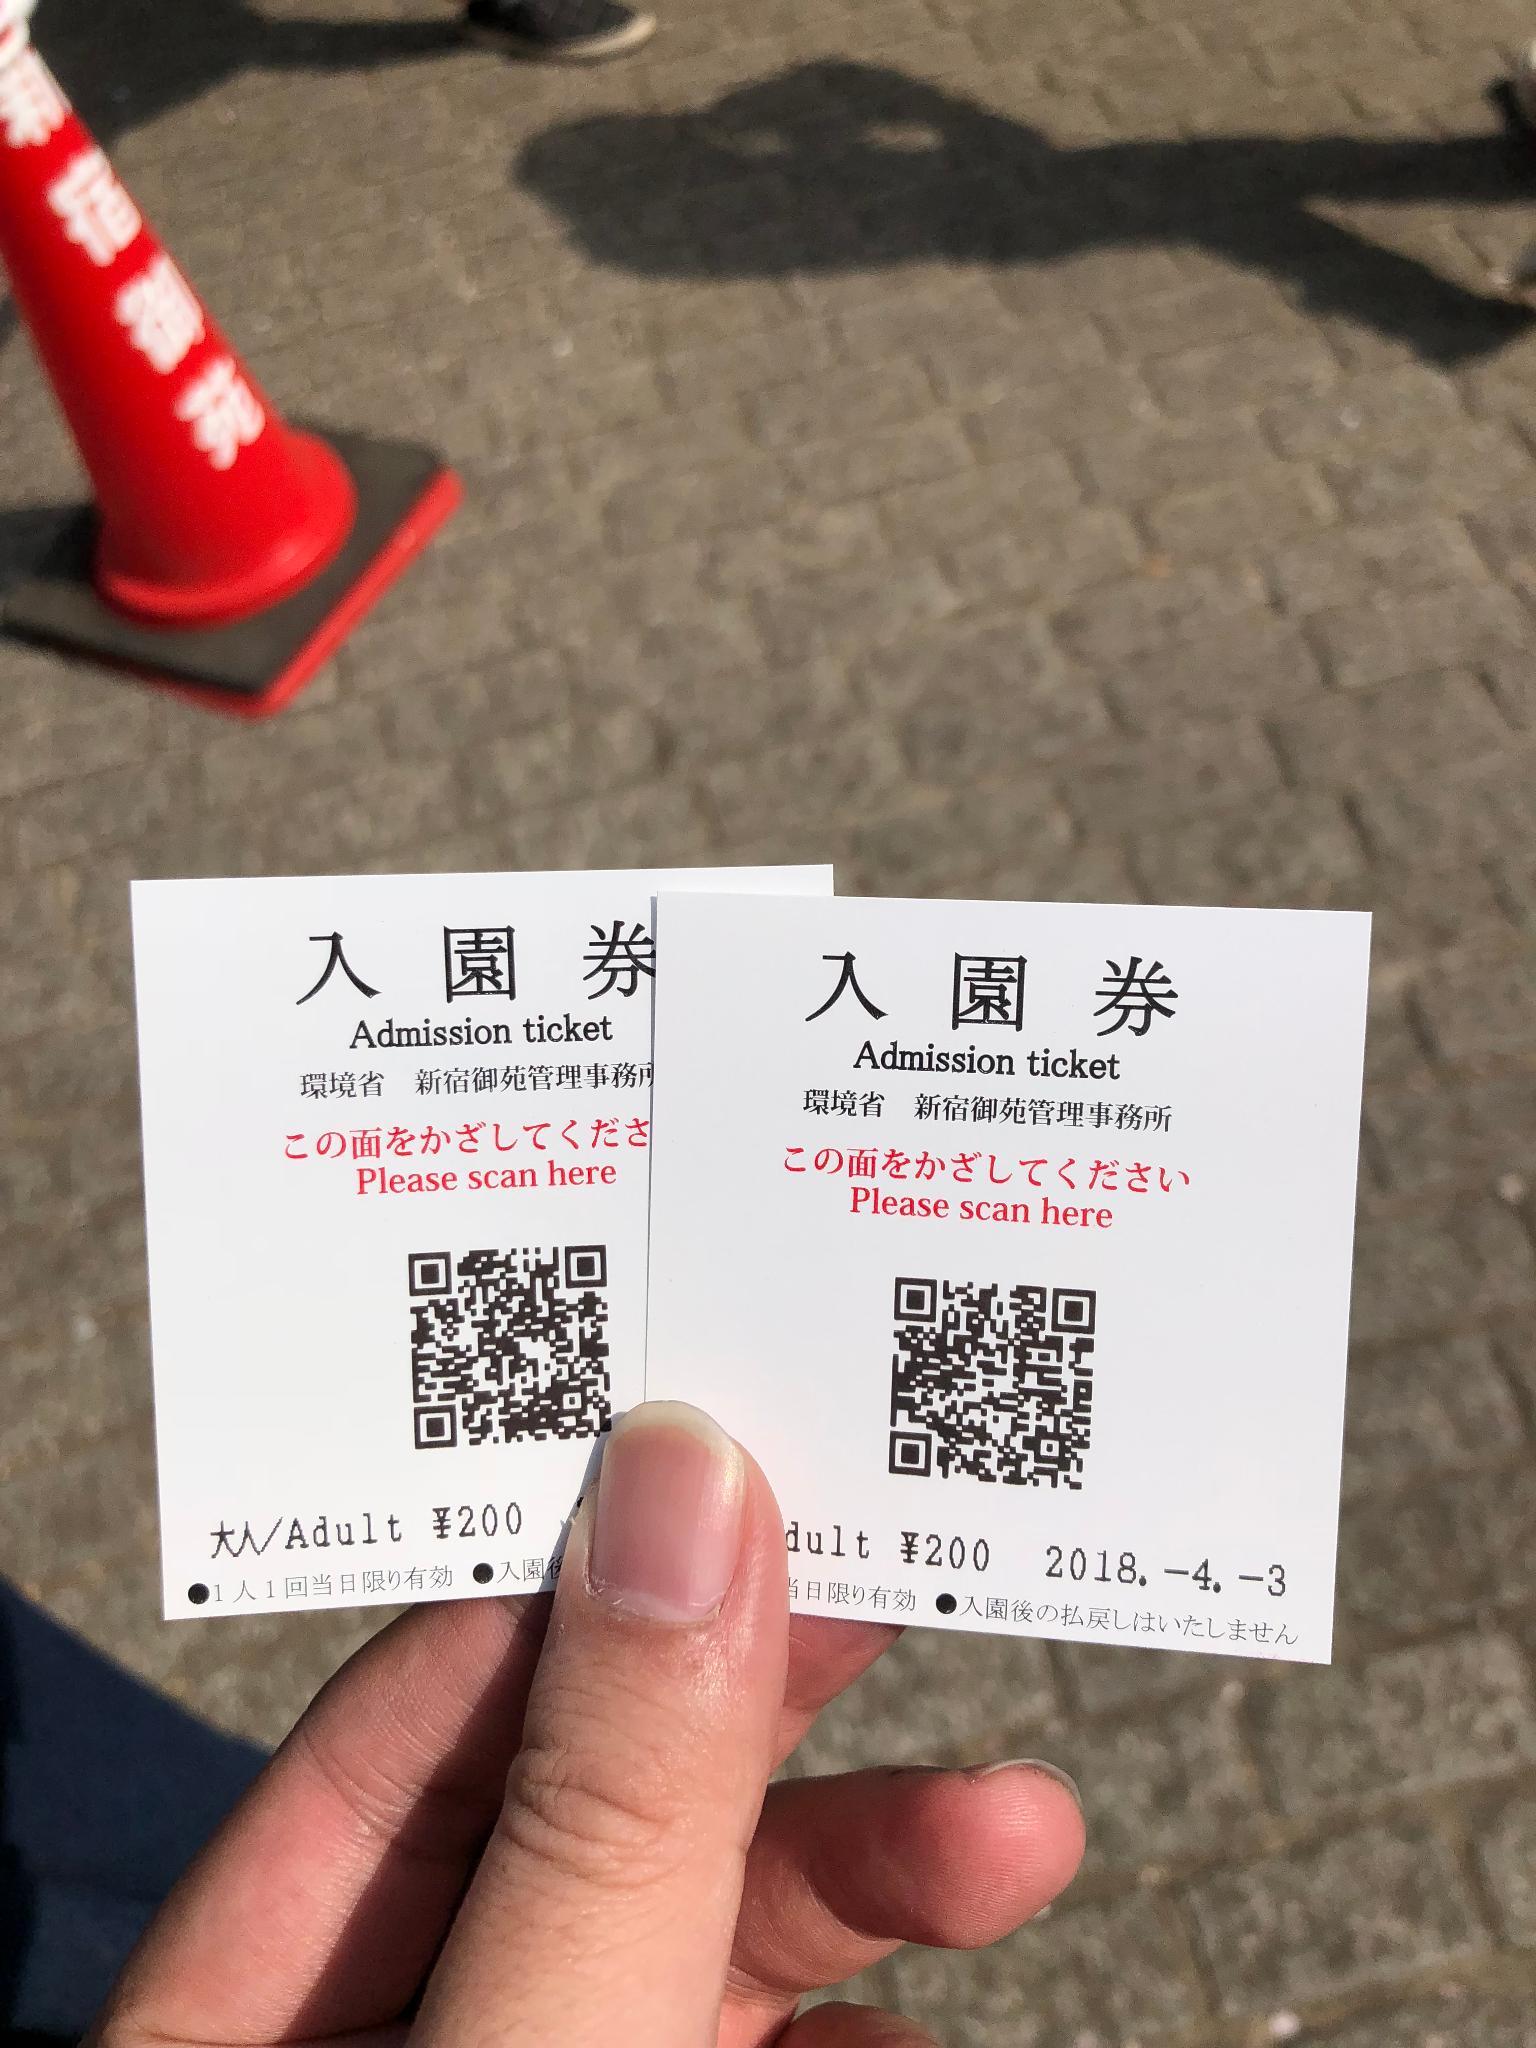 入園券
Admission ticket
環境省 新宿御苑管理事務所
この面をかざしてくださ
Please scan here
大人/Adult ¥200
●1人1回当日限り有効 ●入園後
入園券
Admission ticket
環境省 新宿御苑管理事務所
この面をかざしてください
Please scan here
dult ¥200 2018.-4.-3
当日限り有効 ●入園後の払戻しはいたしません